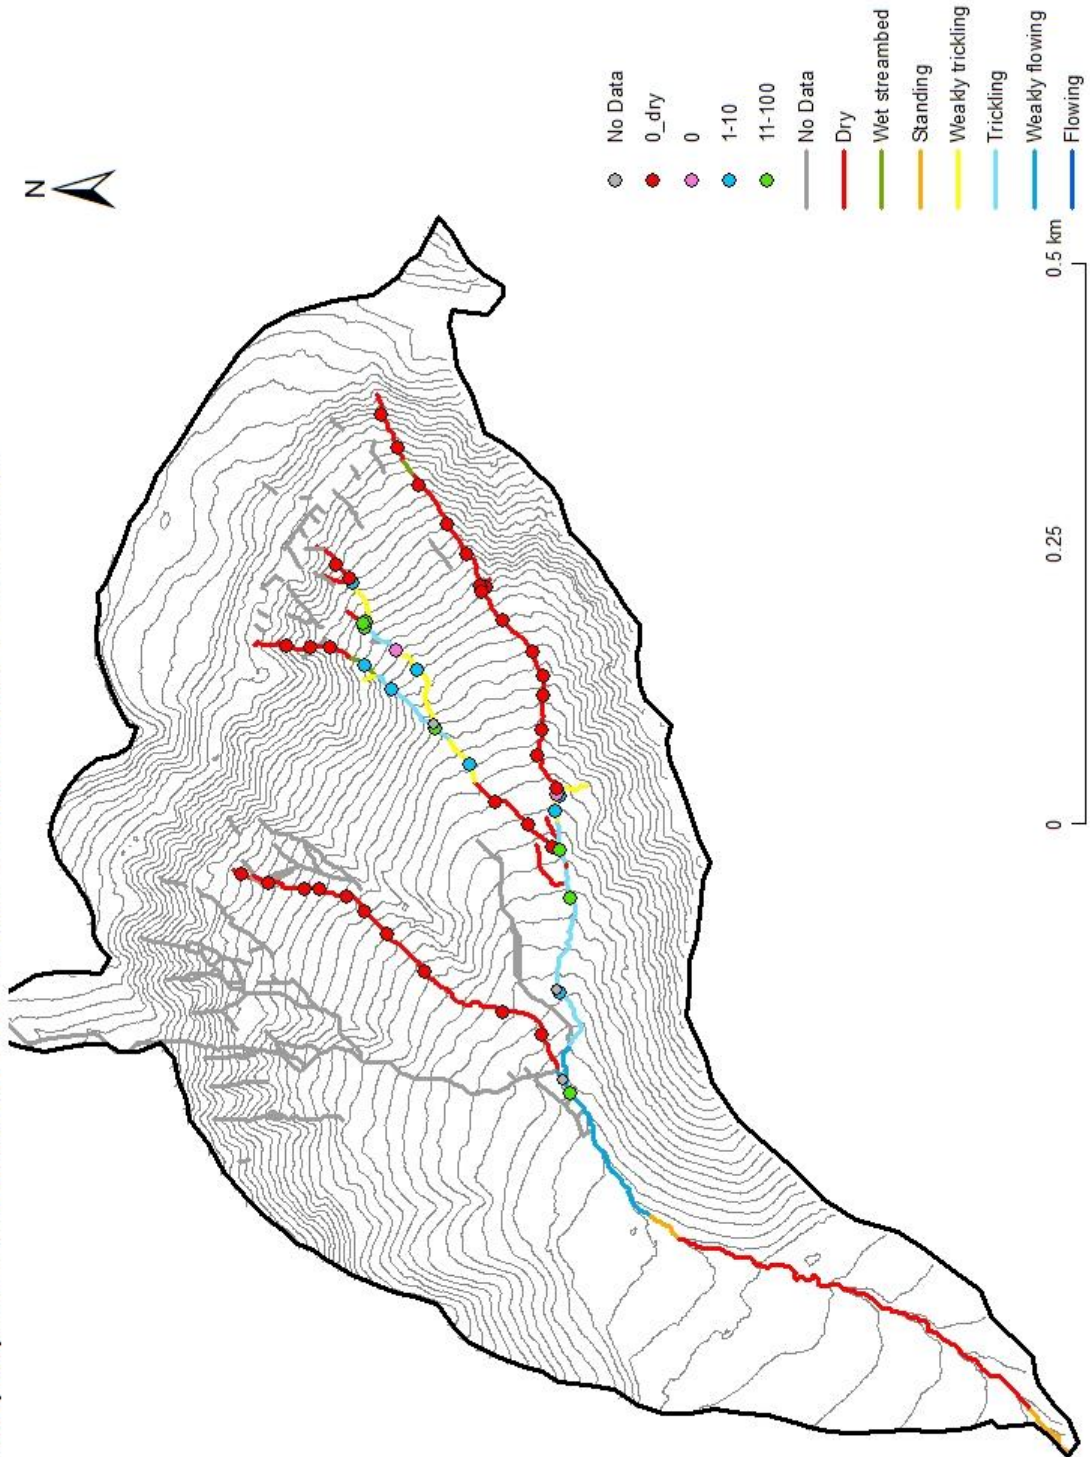 N
No Data
0_dry
0
1-10
11-100
No Data
Dry
Wet streambed
Standing
Weakly trickling
Trickling
Weakly flowing
Flowing
0 0.25 0.5 km